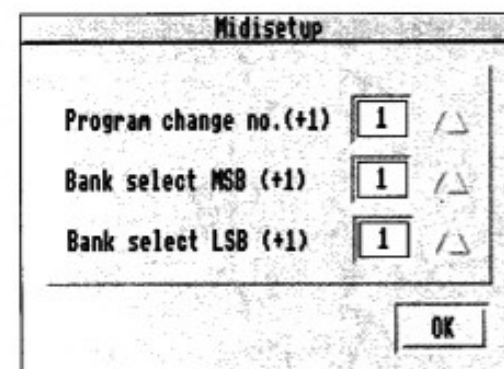 Midisetup
Program change no.(+1) 1
Bank select MSB (+1) 1
Bank select LSB (+1) 1
OK